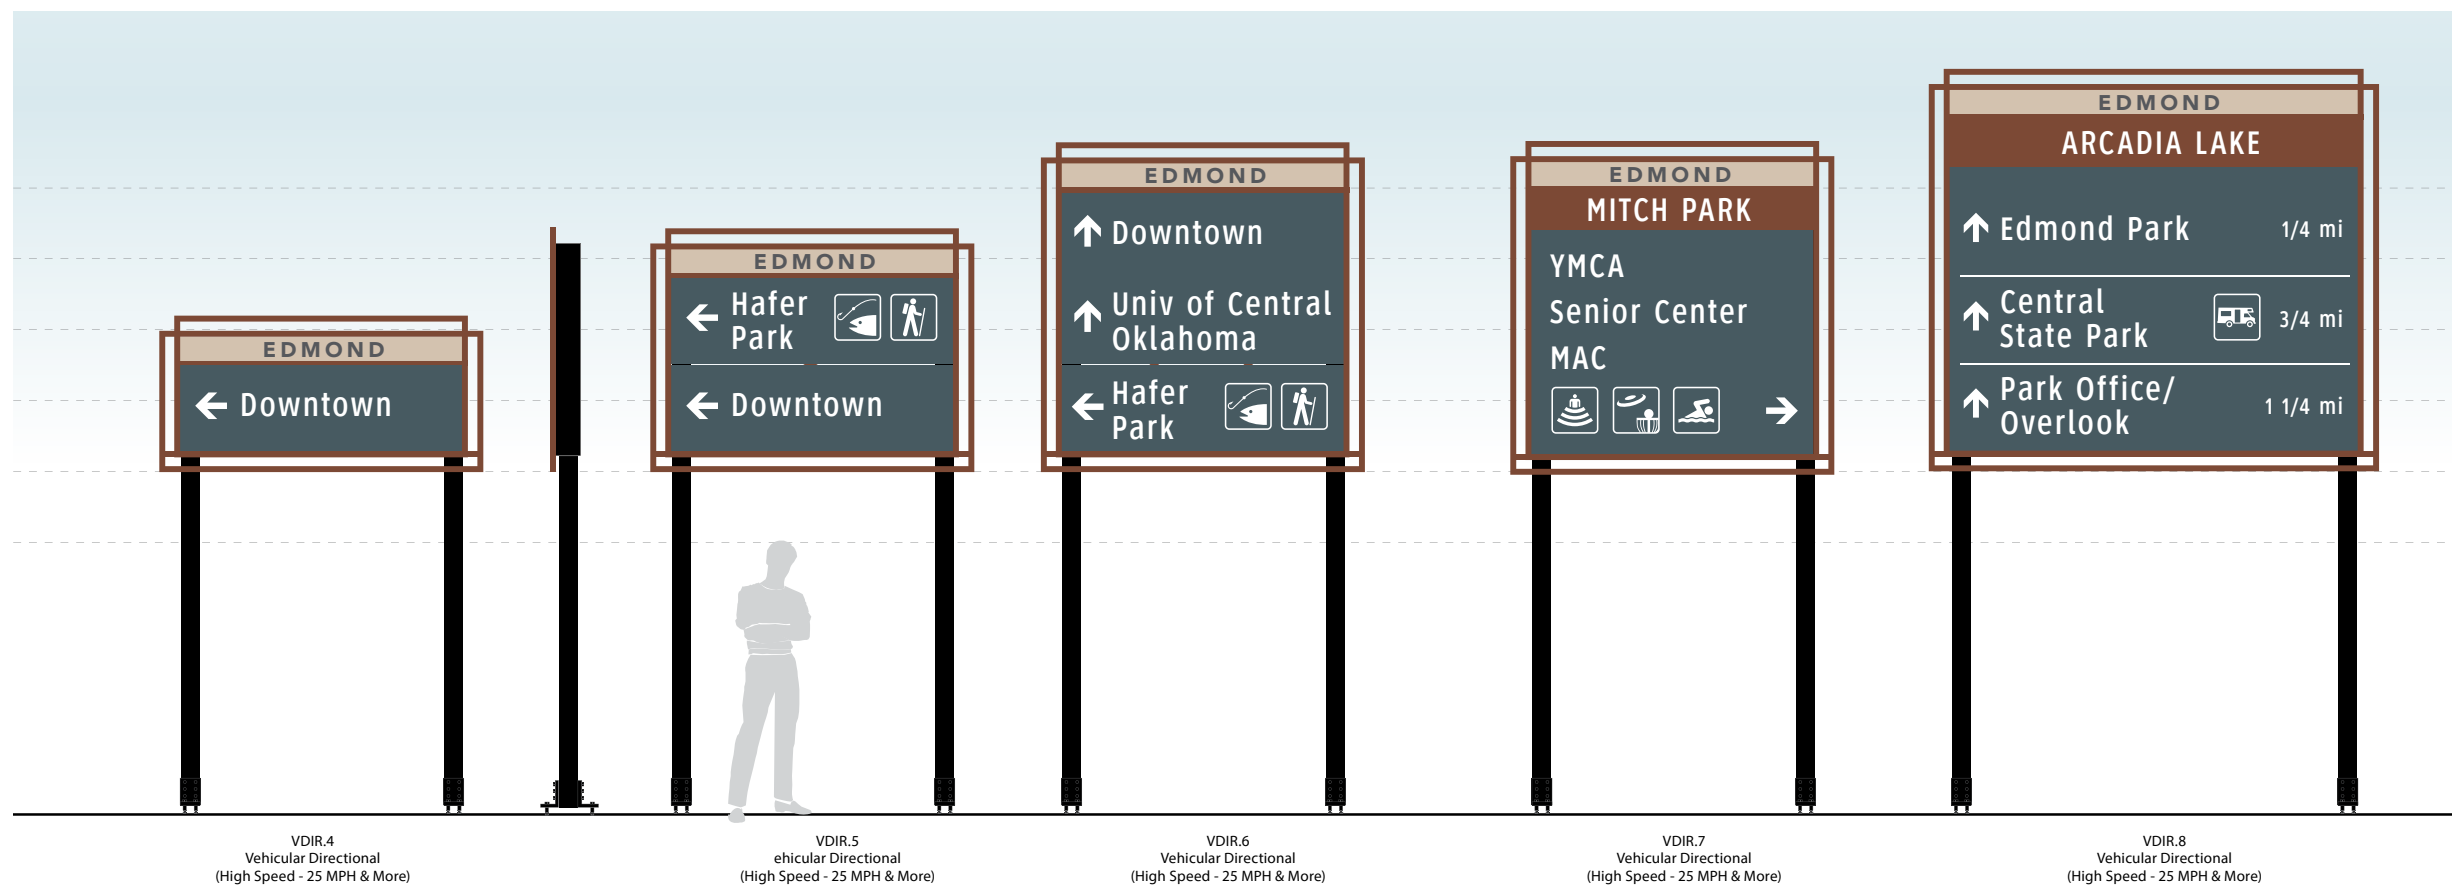 EDMOND
Downtown
EDMOND
Hafer
Park
Downtown
EDMOND
Downtown
Univ of Central
Oklahoma
Hafer
Park
EDMOND
MITCH PARK
YMCA
Senior Center
MAC
EDMOND
ARCADIA LAKE
Edmond Park 1/4 mi
Central
State Park 3/4 mi
Park Office/
Overlook 1 1/4 mi
VDIR.4
Vehicular Directional
(High Speed - 25 MPH & More)
VDIR.5
ehicular Directional
(High Speed - 25 MPH & More)
VDIR.6
Vehicular Directional
(High Speed - 25 MPH & More)
VDIR.7
Vehicular Directional
(High Speed - 25 MPH & More)
VDIR.8
Vehicular Directional
(High Speed - 25 MPH & More)